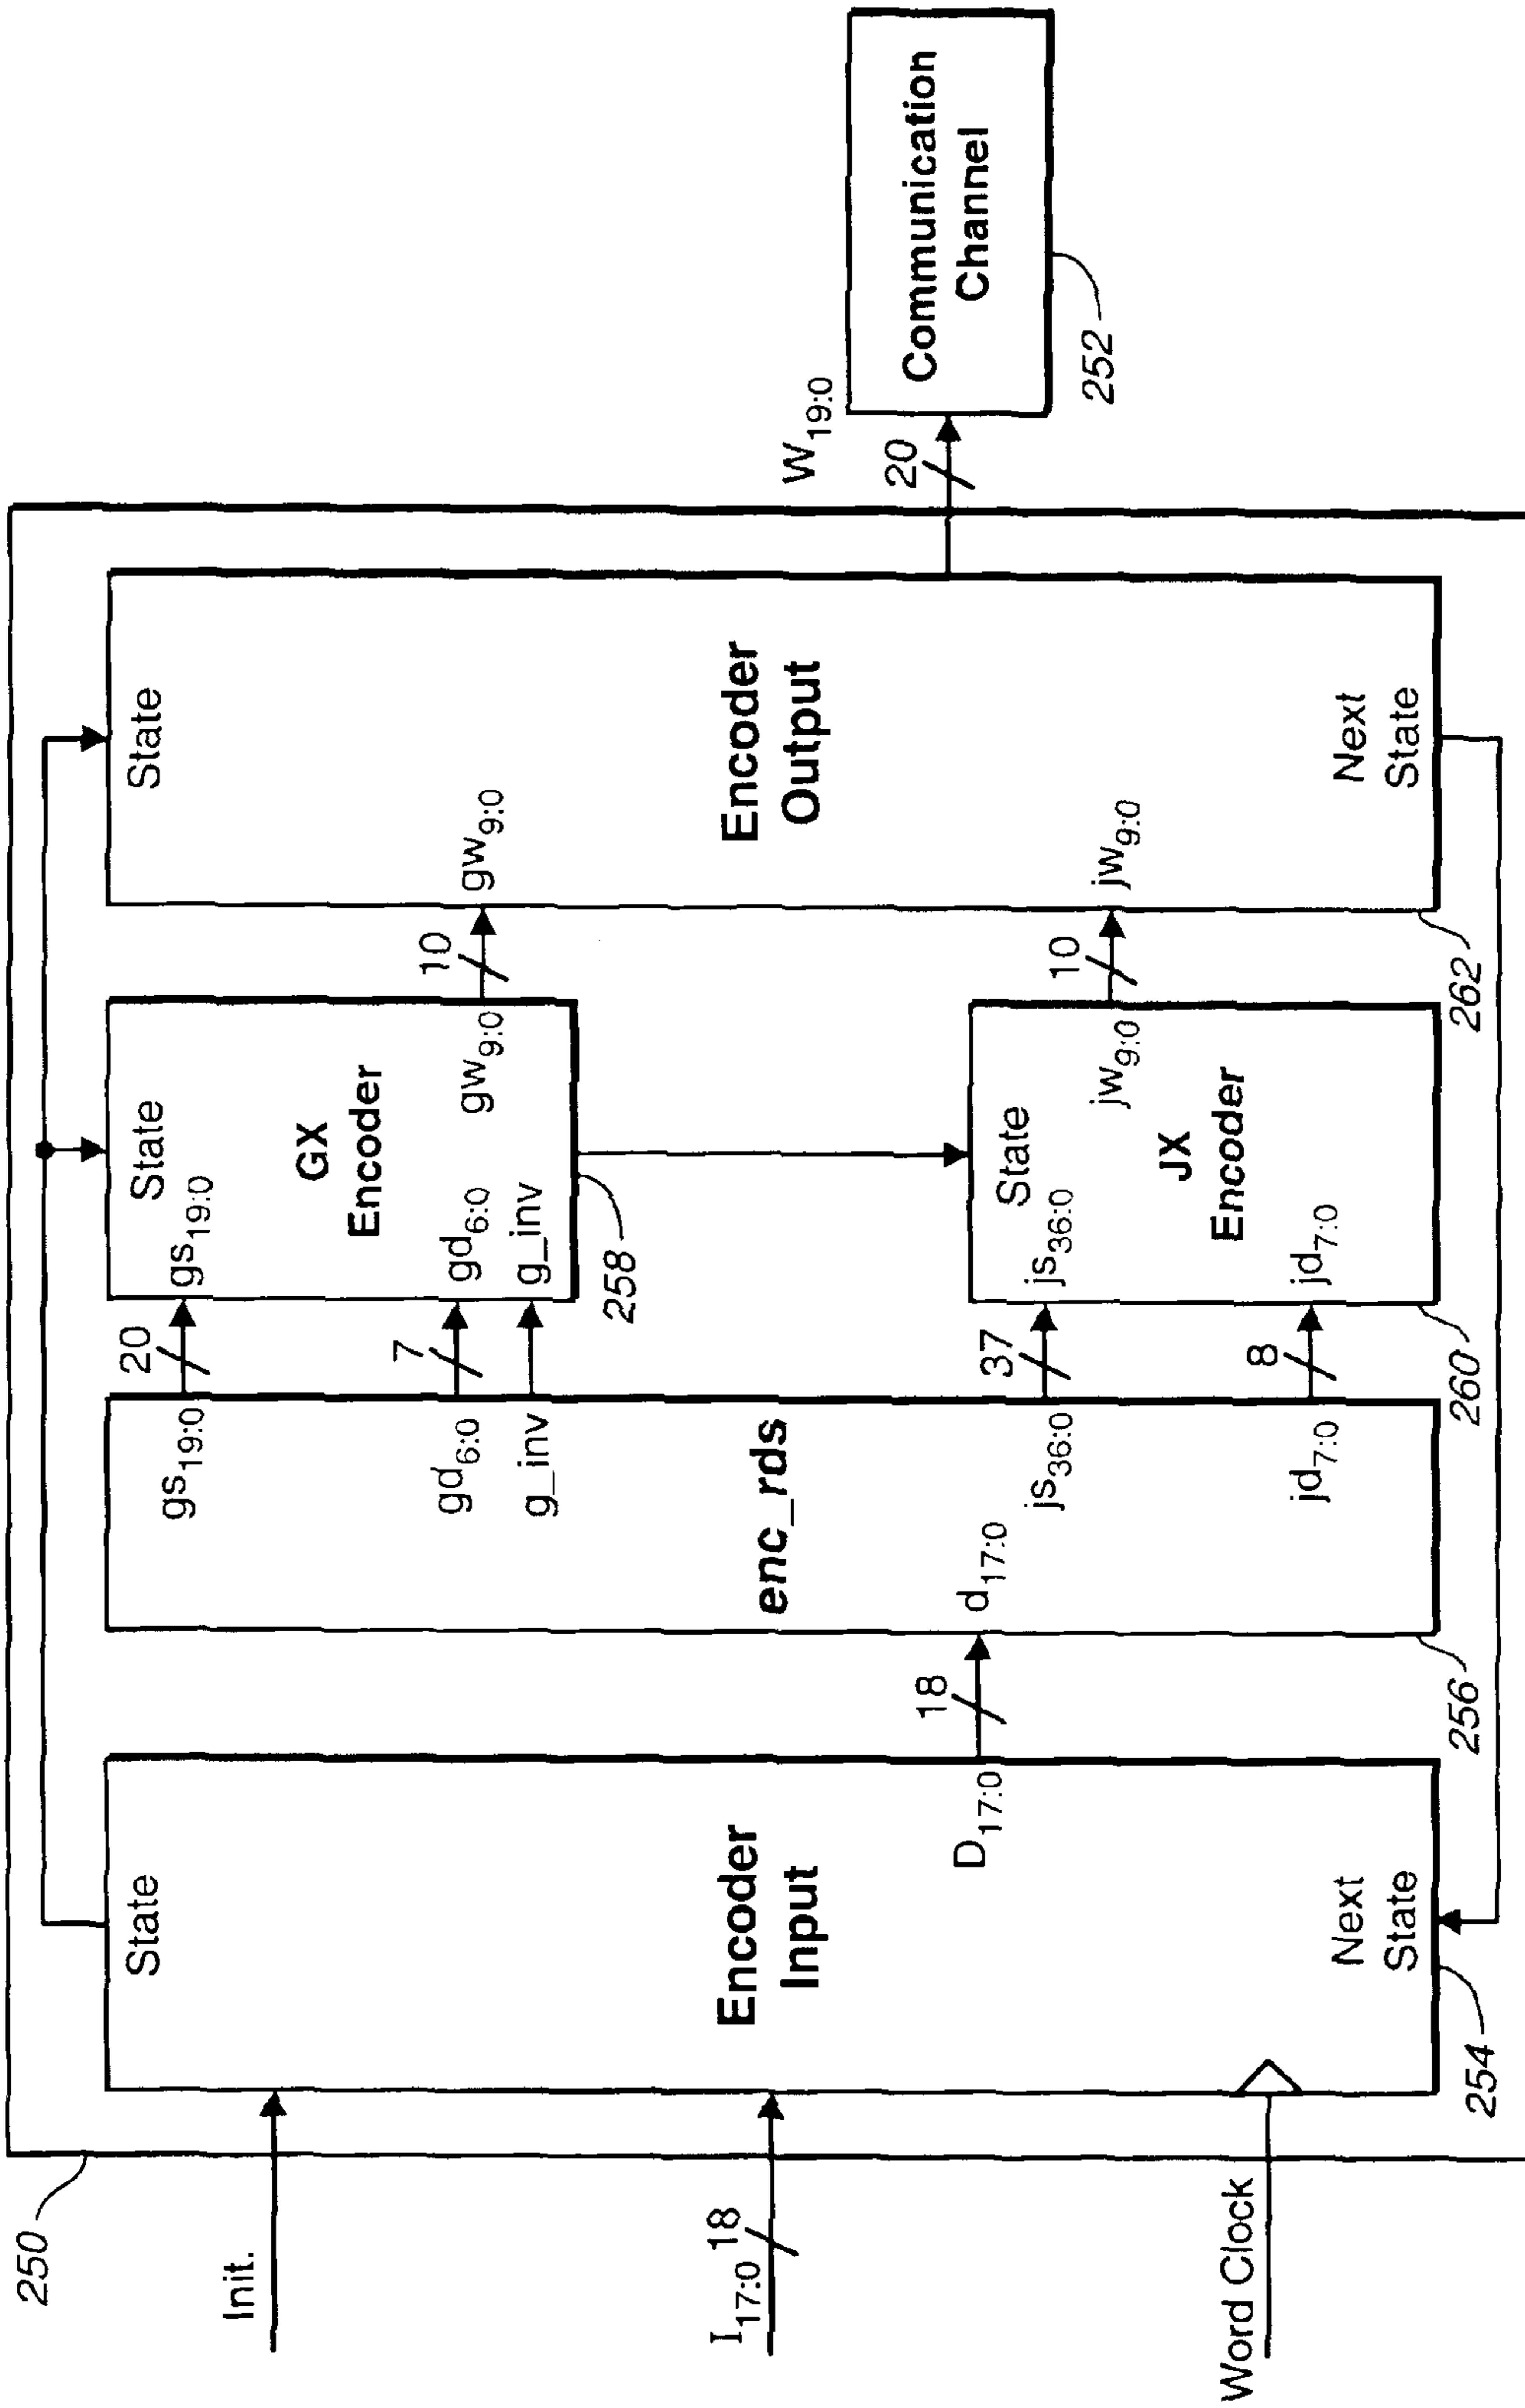 250
Init.
I17:0
18
Word Clock
State
Encoder
Input
D17:0
Next
State
254
18
enc_rds
gs19:0
gd6:0
g_inv
d17:0
js36:0
jd7:0
256
20
7
37
8
State
gs19:0
GX
Encoder
gd6:0
g_inv
gw9:0
258
State
js36:0
JX
Encoder
jd7:0
jw9:0
260
10
10
State
gw9:0
Encoder
Output
jw9:0
Next
State
262
W19:0
20
Communication
Channel
252